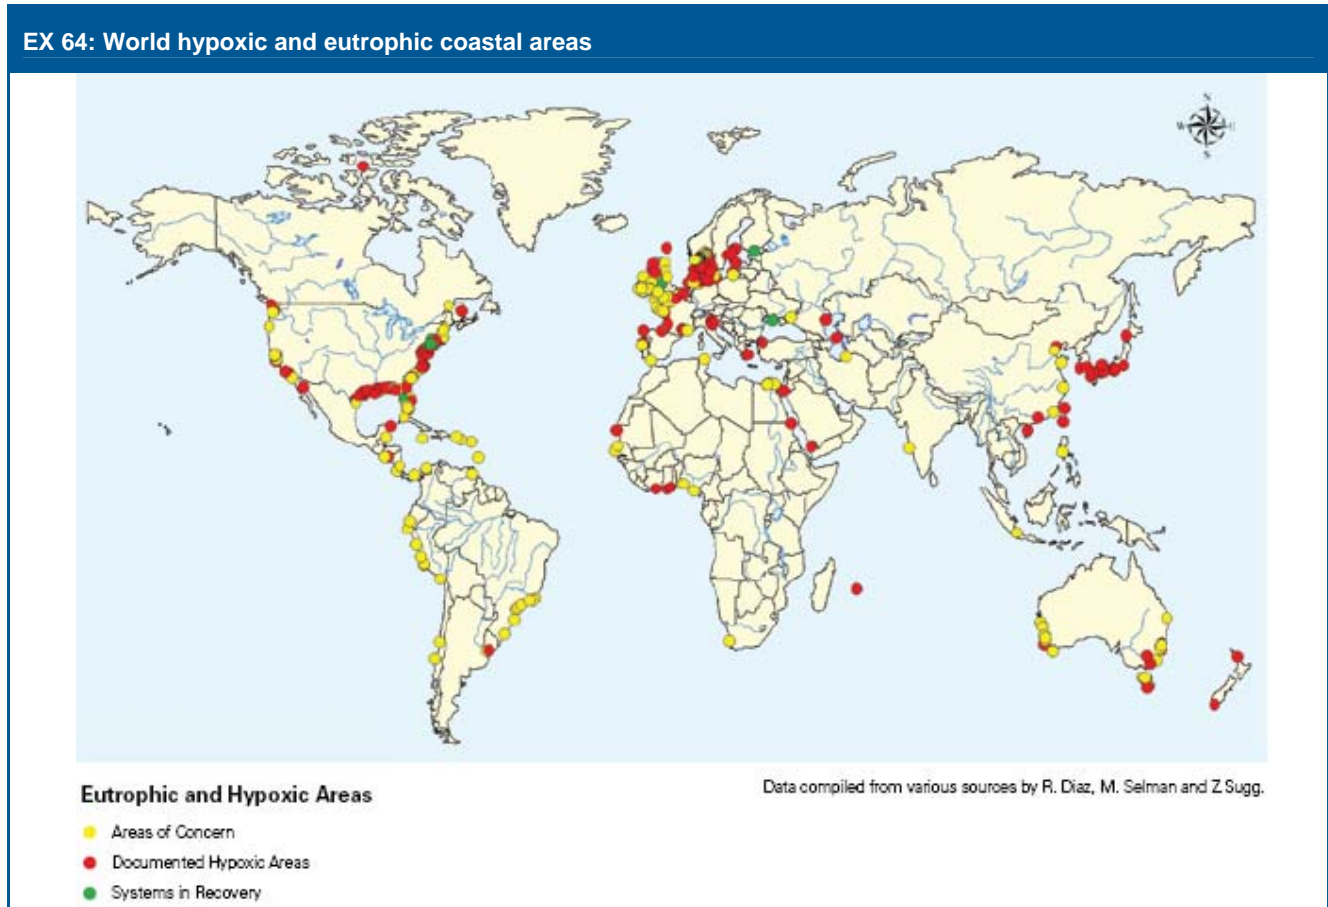 EX 64: World hypoxic and eutrophic coastal areas
N
W E
S
Eutrophic and Hypoxic Areas
Data compiled from various sources by R. Diaz, M. Selman and Z Sugg.
Areas of Concern
Documented Hypoxic Areas
Systems in Recovery